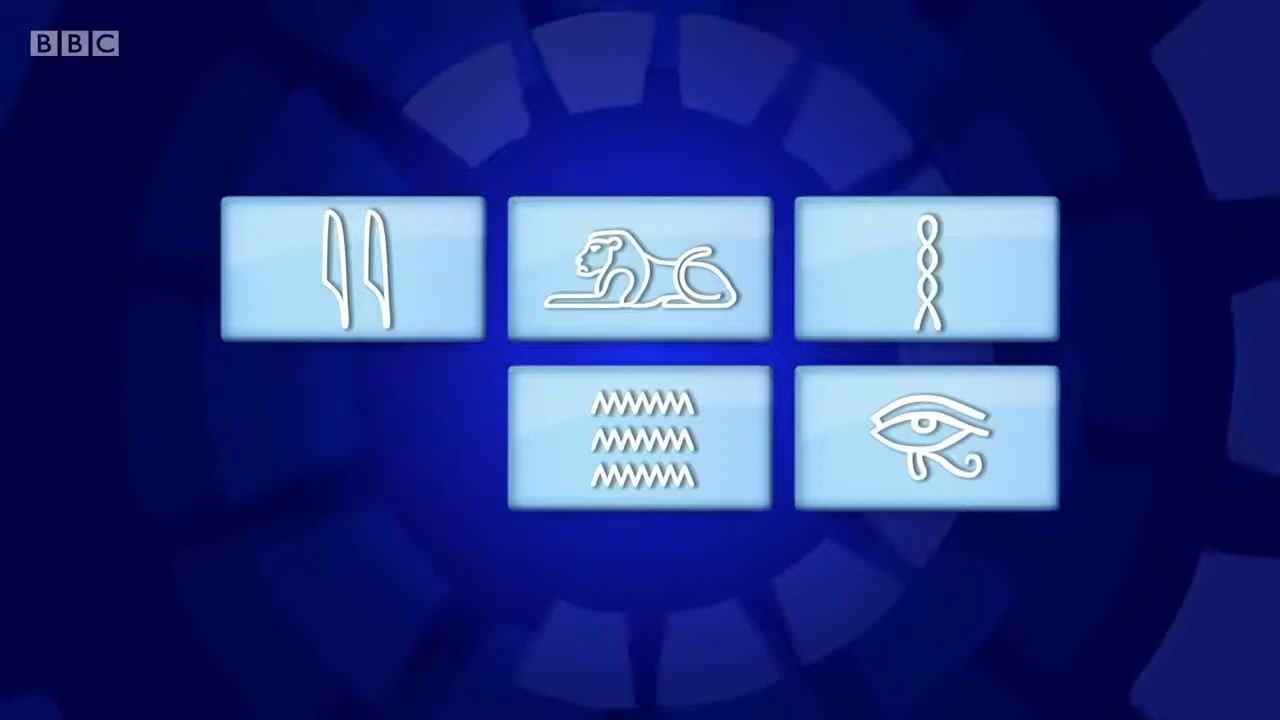 BBC
𓇌 𓃭 𓎛
𓈗 𓂀